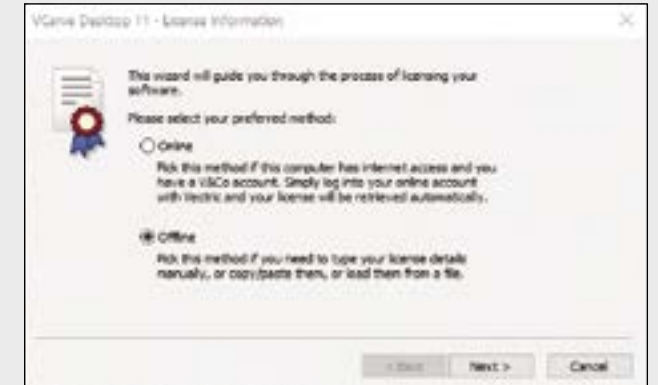 VCarve Desktop 11 - License Information
This wizard will guide you through the process of licensing your
software.
Please select your preferred method:
Online
Pick this method if this computer has internet access and you
have a V&Co account. Simply log into your online account
with Vectric and your license will be retrieved automatically.
Offline
Pick this method if you need to type your license details
manually, or copy/paste them, or load them from a file.
< Back
Next >
Cancel